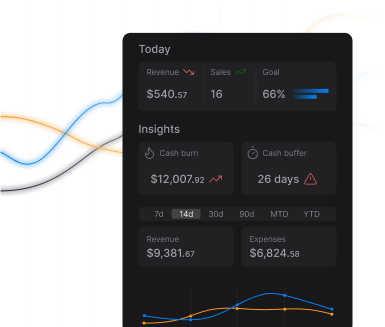 Today
Revenue Sales Goal
$540.57 16 66%
Insights
Cash burn Cash buffer
$12,007.92 26 days
7d 14d 30d 90d MTD YTD
Revenue Expenses
$9,381.67 $6,824.58